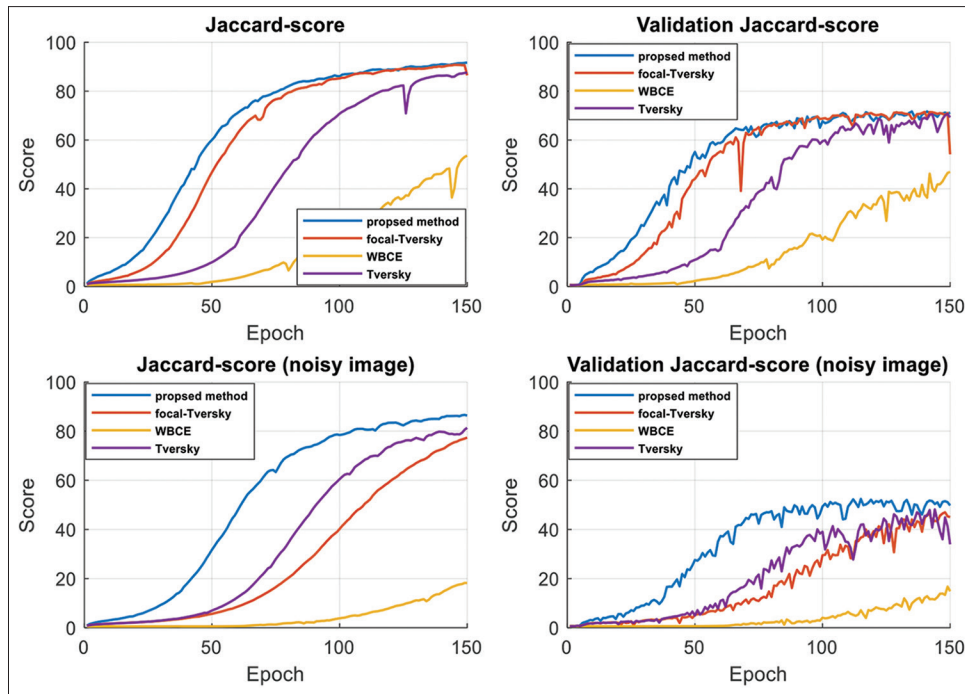 Jaccard-score
100
80
60
40
20
0
Score
propsed method
focal-Tversky
WBCE
Tversky
0
50
100
150
Epoch
Validation Jaccard-score
100
80
60
40
20
0
Score
propsed method
focal-Tversky
WBCE
Tversky
0
50
100
150
Epoch
Jaccard-score (noisy image)
100
80
60
40
20
0
Score
propsed method
focal-Tversky
WBCE
Tversky
0
50
100
150
Epoch
Validation Jaccard-score (noisy image)
100
80
60
40
20
0
Score
propsed method
focal-Tversky
WBCE
Tversky
0
50
100
150
Epoch